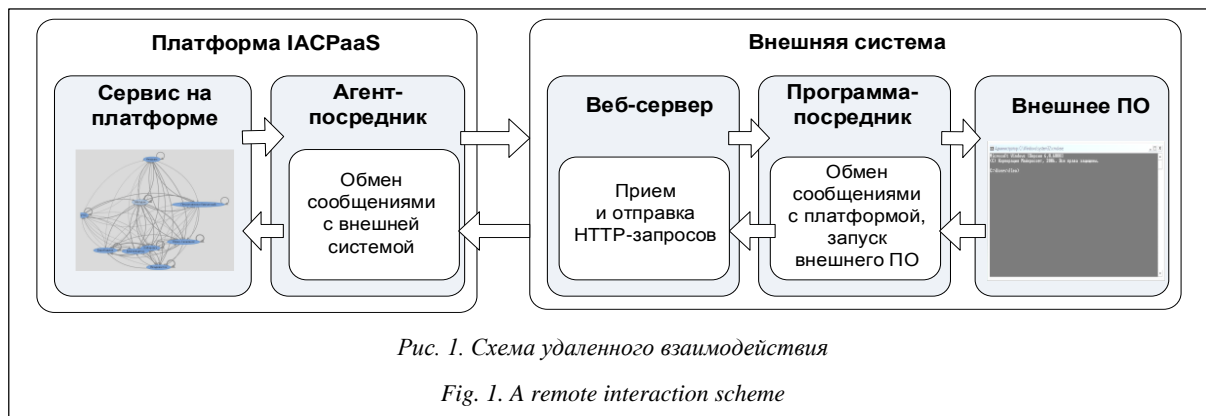 Платформа IACPaaS
Внешняя система
Сервис на
платформе
Агент-
посредник
Обмен
сообщениями
с внешней
системой
Веб-сервер
Прием
и отправка
HTTP-запросов
Программа-
посредник
Обмен
сообщениями
с платформой,
запуск
внешнего ПО
Внешнее ПО
Рис. 1. Схема удаленного взаимодействия
Fig. 1. A remote interaction scheme